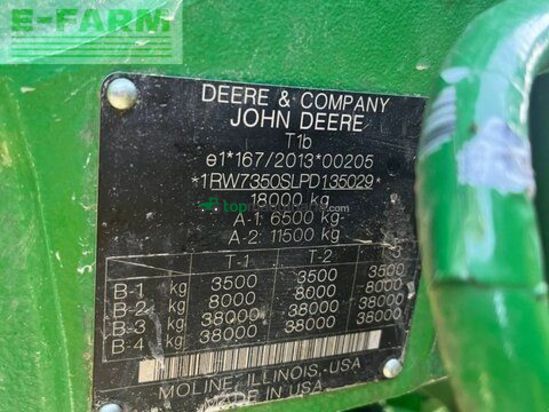 E-FARM
DEERE & COMPANY
JOHN DEERE
T1b
e1*167/2013*00205
*1RW7350SLPD135029*
18000 kg
A-1: 6500 kg
A-2: 11500 kg
T-1 T-2 -3
B-1 kg 3500 3500 3500
B-2 kg 8000 8000 8000
B-3 kg 38000 38000 38000
B-4 kg 38000 38000 38000
MOLINE, ILLINOIS, USA
MADE IN USA